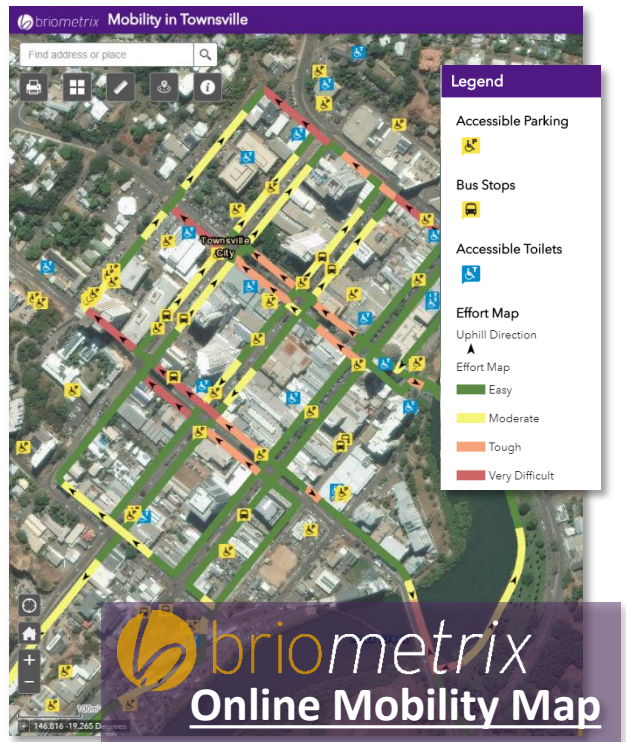 briometrix Mobility in Townsville
Find address or place
Legend
Accessible Parking
Bus Stops
Accessible Toilets
Effort Map
Uphill Direction
Effort Map
Easy
Moderate
Tough
Very Difficult
Townsville
City
100m
146.816 -19.265 Degrees
briometrix
Online Mobility Map